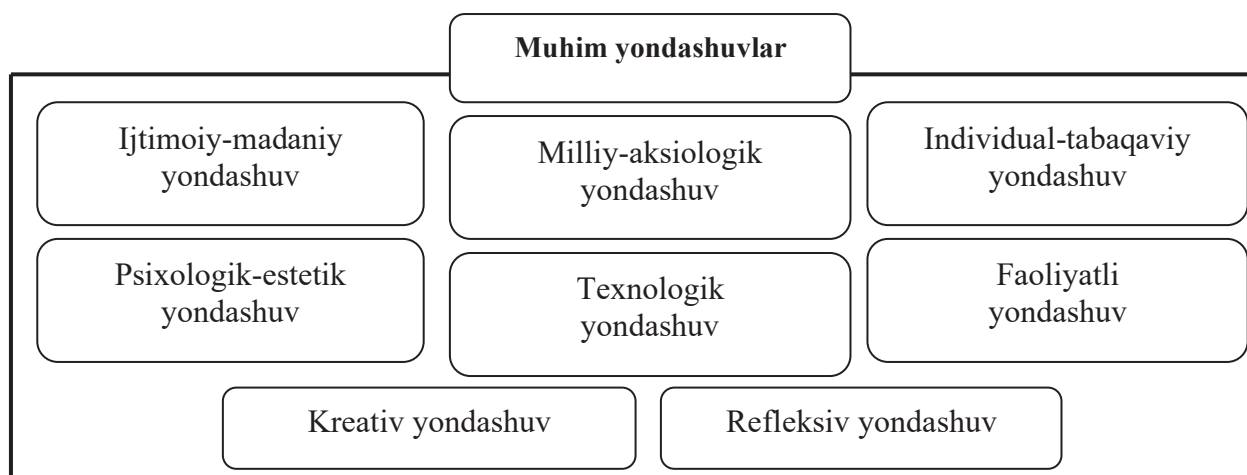 Muhim yondashuvlar
Ijtimoiy-madaniy
yondashuv
Milliy-aksiologik
yondashuv
Individual-tabaqaviy
yondashuv
Psixologik-estetik
yondashuv
Texnologik
yondashuv
Faoliyatli
yondashuv
Kreativ yondashuv
Refleksiv yondashuv